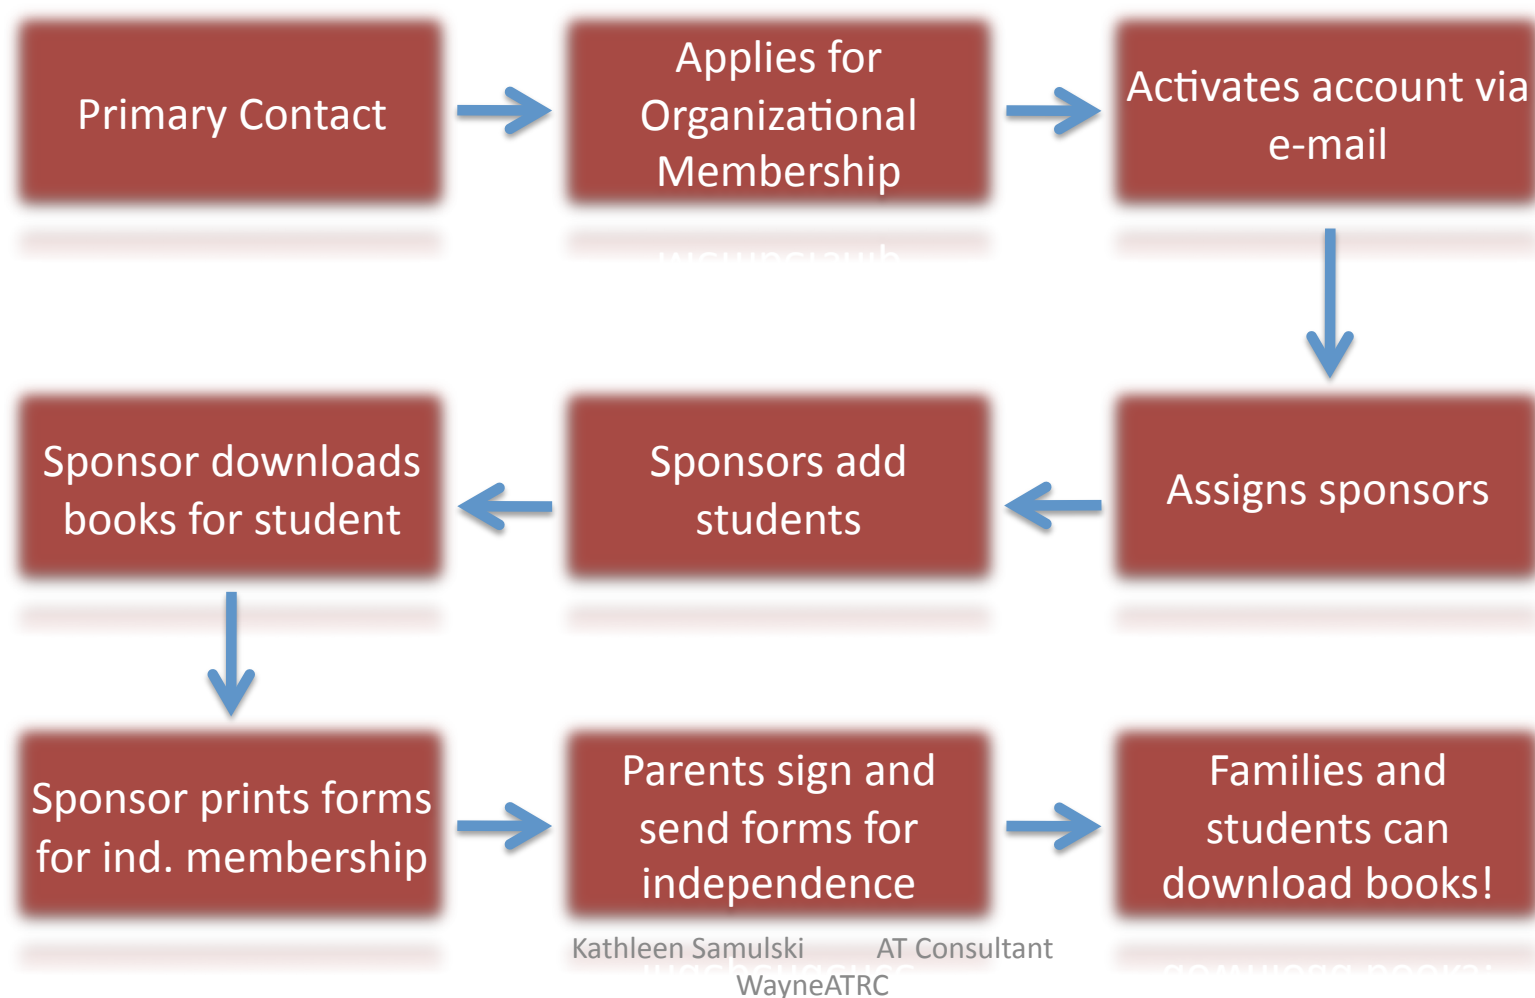 Primary Contact
Applies for
Organizational
Membership
Activates account via
e-mail
Assigns sponsors
Sponsors add
students
Sponsor downloads
books for student
Sponsor prints forms
for ind. membership
Parents sign and
send forms for
independence
Families and
students can
download books!
Kathleen Samulski AT Consultant
WayneATRC